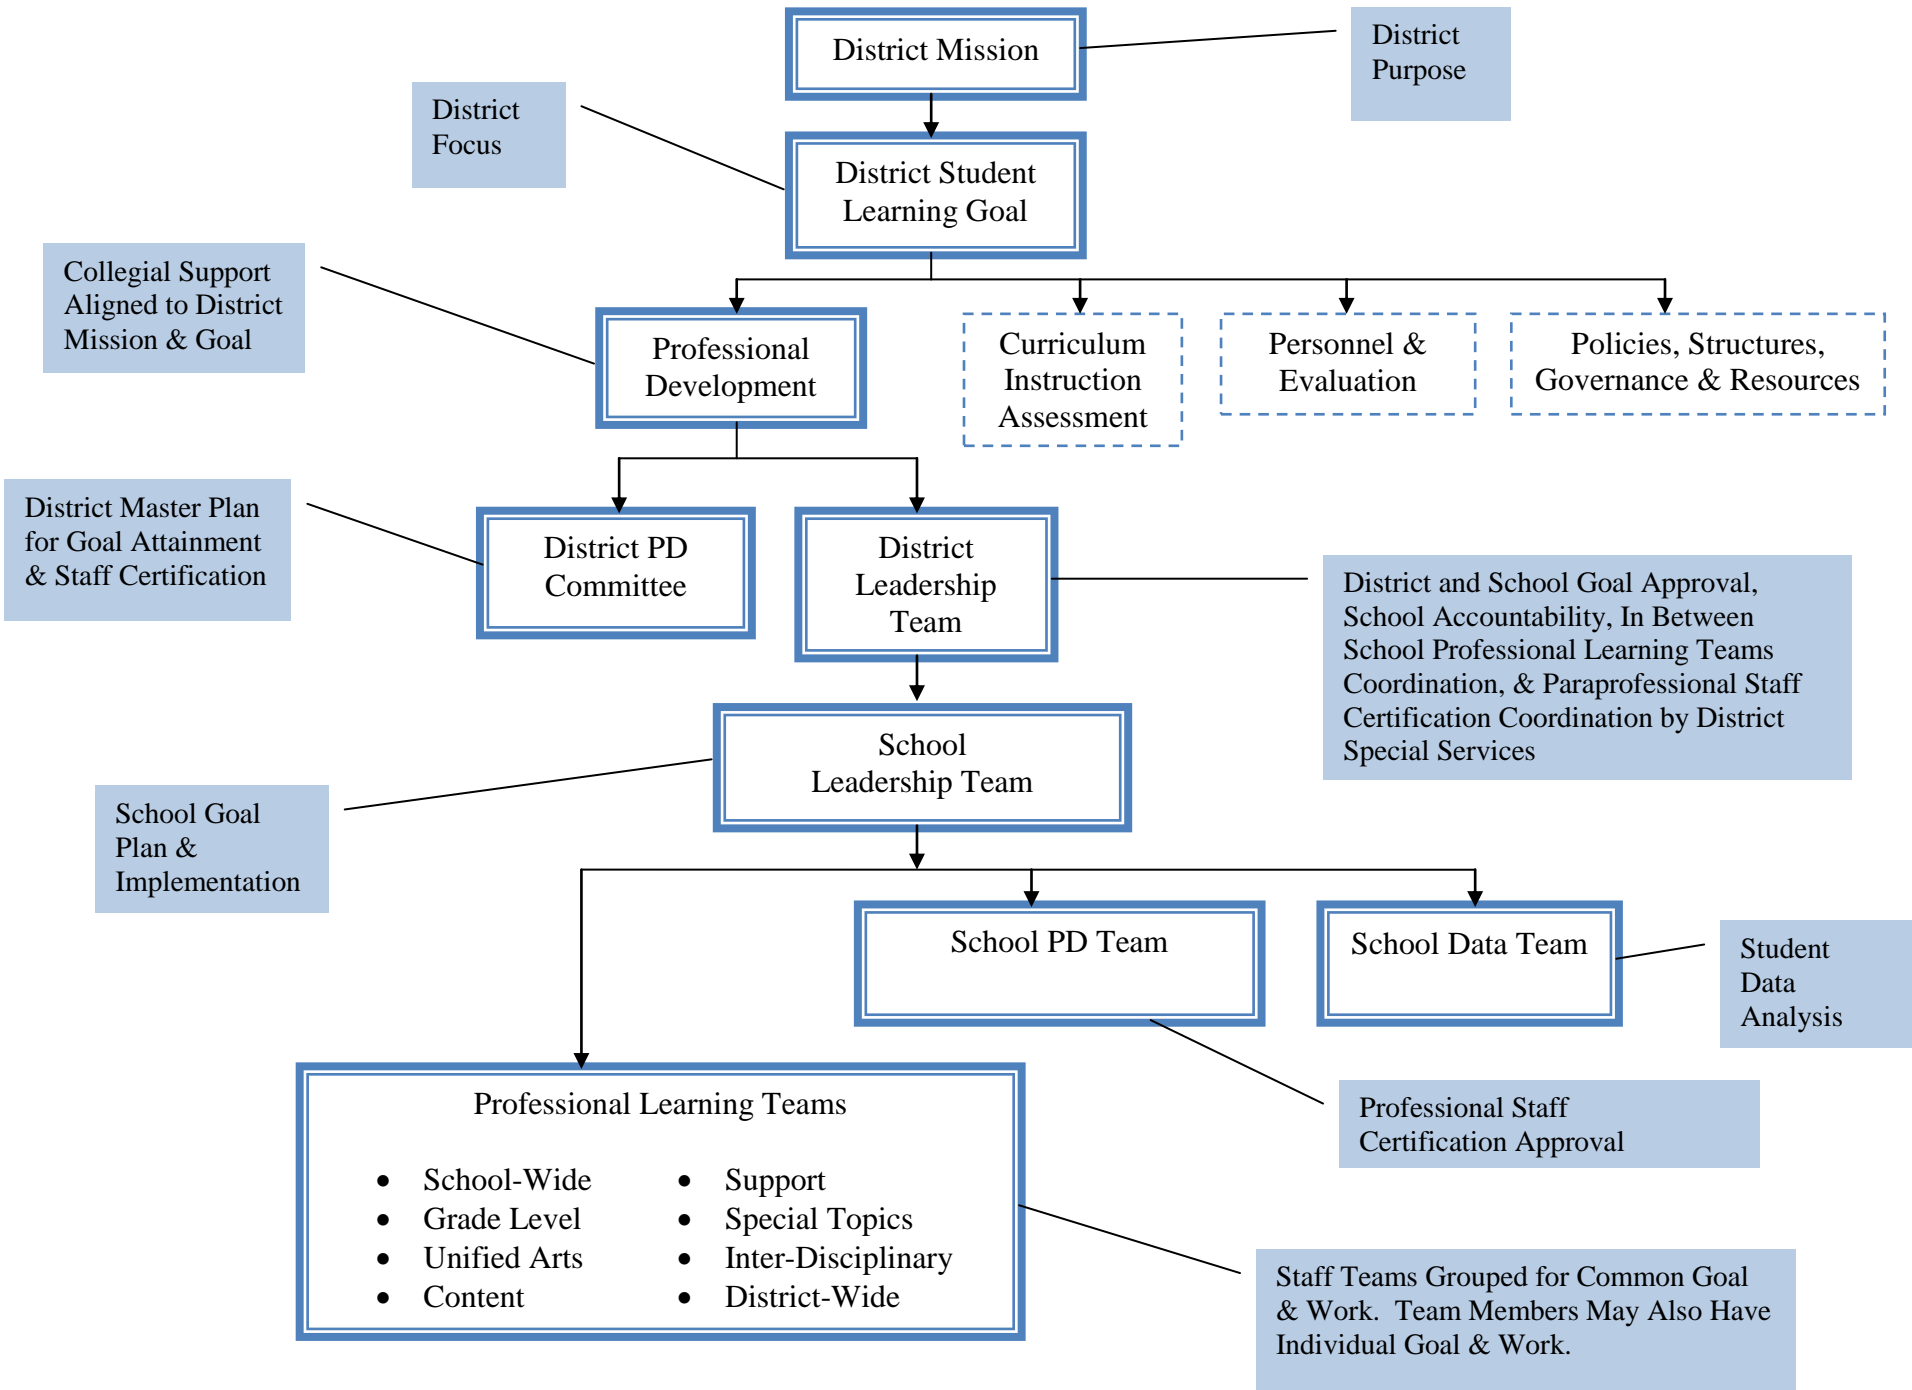 District Mission
District
Purpose
District
Focus
District Student
Learning Goal
Collegial Support
Aligned to District
Mission & Goal
Professional
Development
Curriculum
Instruction
Assessment
Personnel &
Evaluation
Policies, Structures,
Governance & Resources
District Master Plan
for Goal Attainment
& Staff Certification
District PD
Committee
District
Leadership
Team
District and School Goal Approval,
School Accountability, In Between
School Professional Learning Teams
Coordination, & Paraprofessional Staff
Certification Coordination by District
Special Services
School
Leadership Team
School Goal
Plan &
Implementation
School PD Team
School Data Team
Student
Data
Analysis
Professional Staff
Certification Approval
Professional Learning Teams
• School-Wide
• Grade Level
• Unified Arts
• Content
• Support
• Special Topics
• Inter-Disciplinary
• District-Wide
Staff Teams Grouped for Common Goal
& Work.  Team Members May Also Have
Individual Goal & Work.